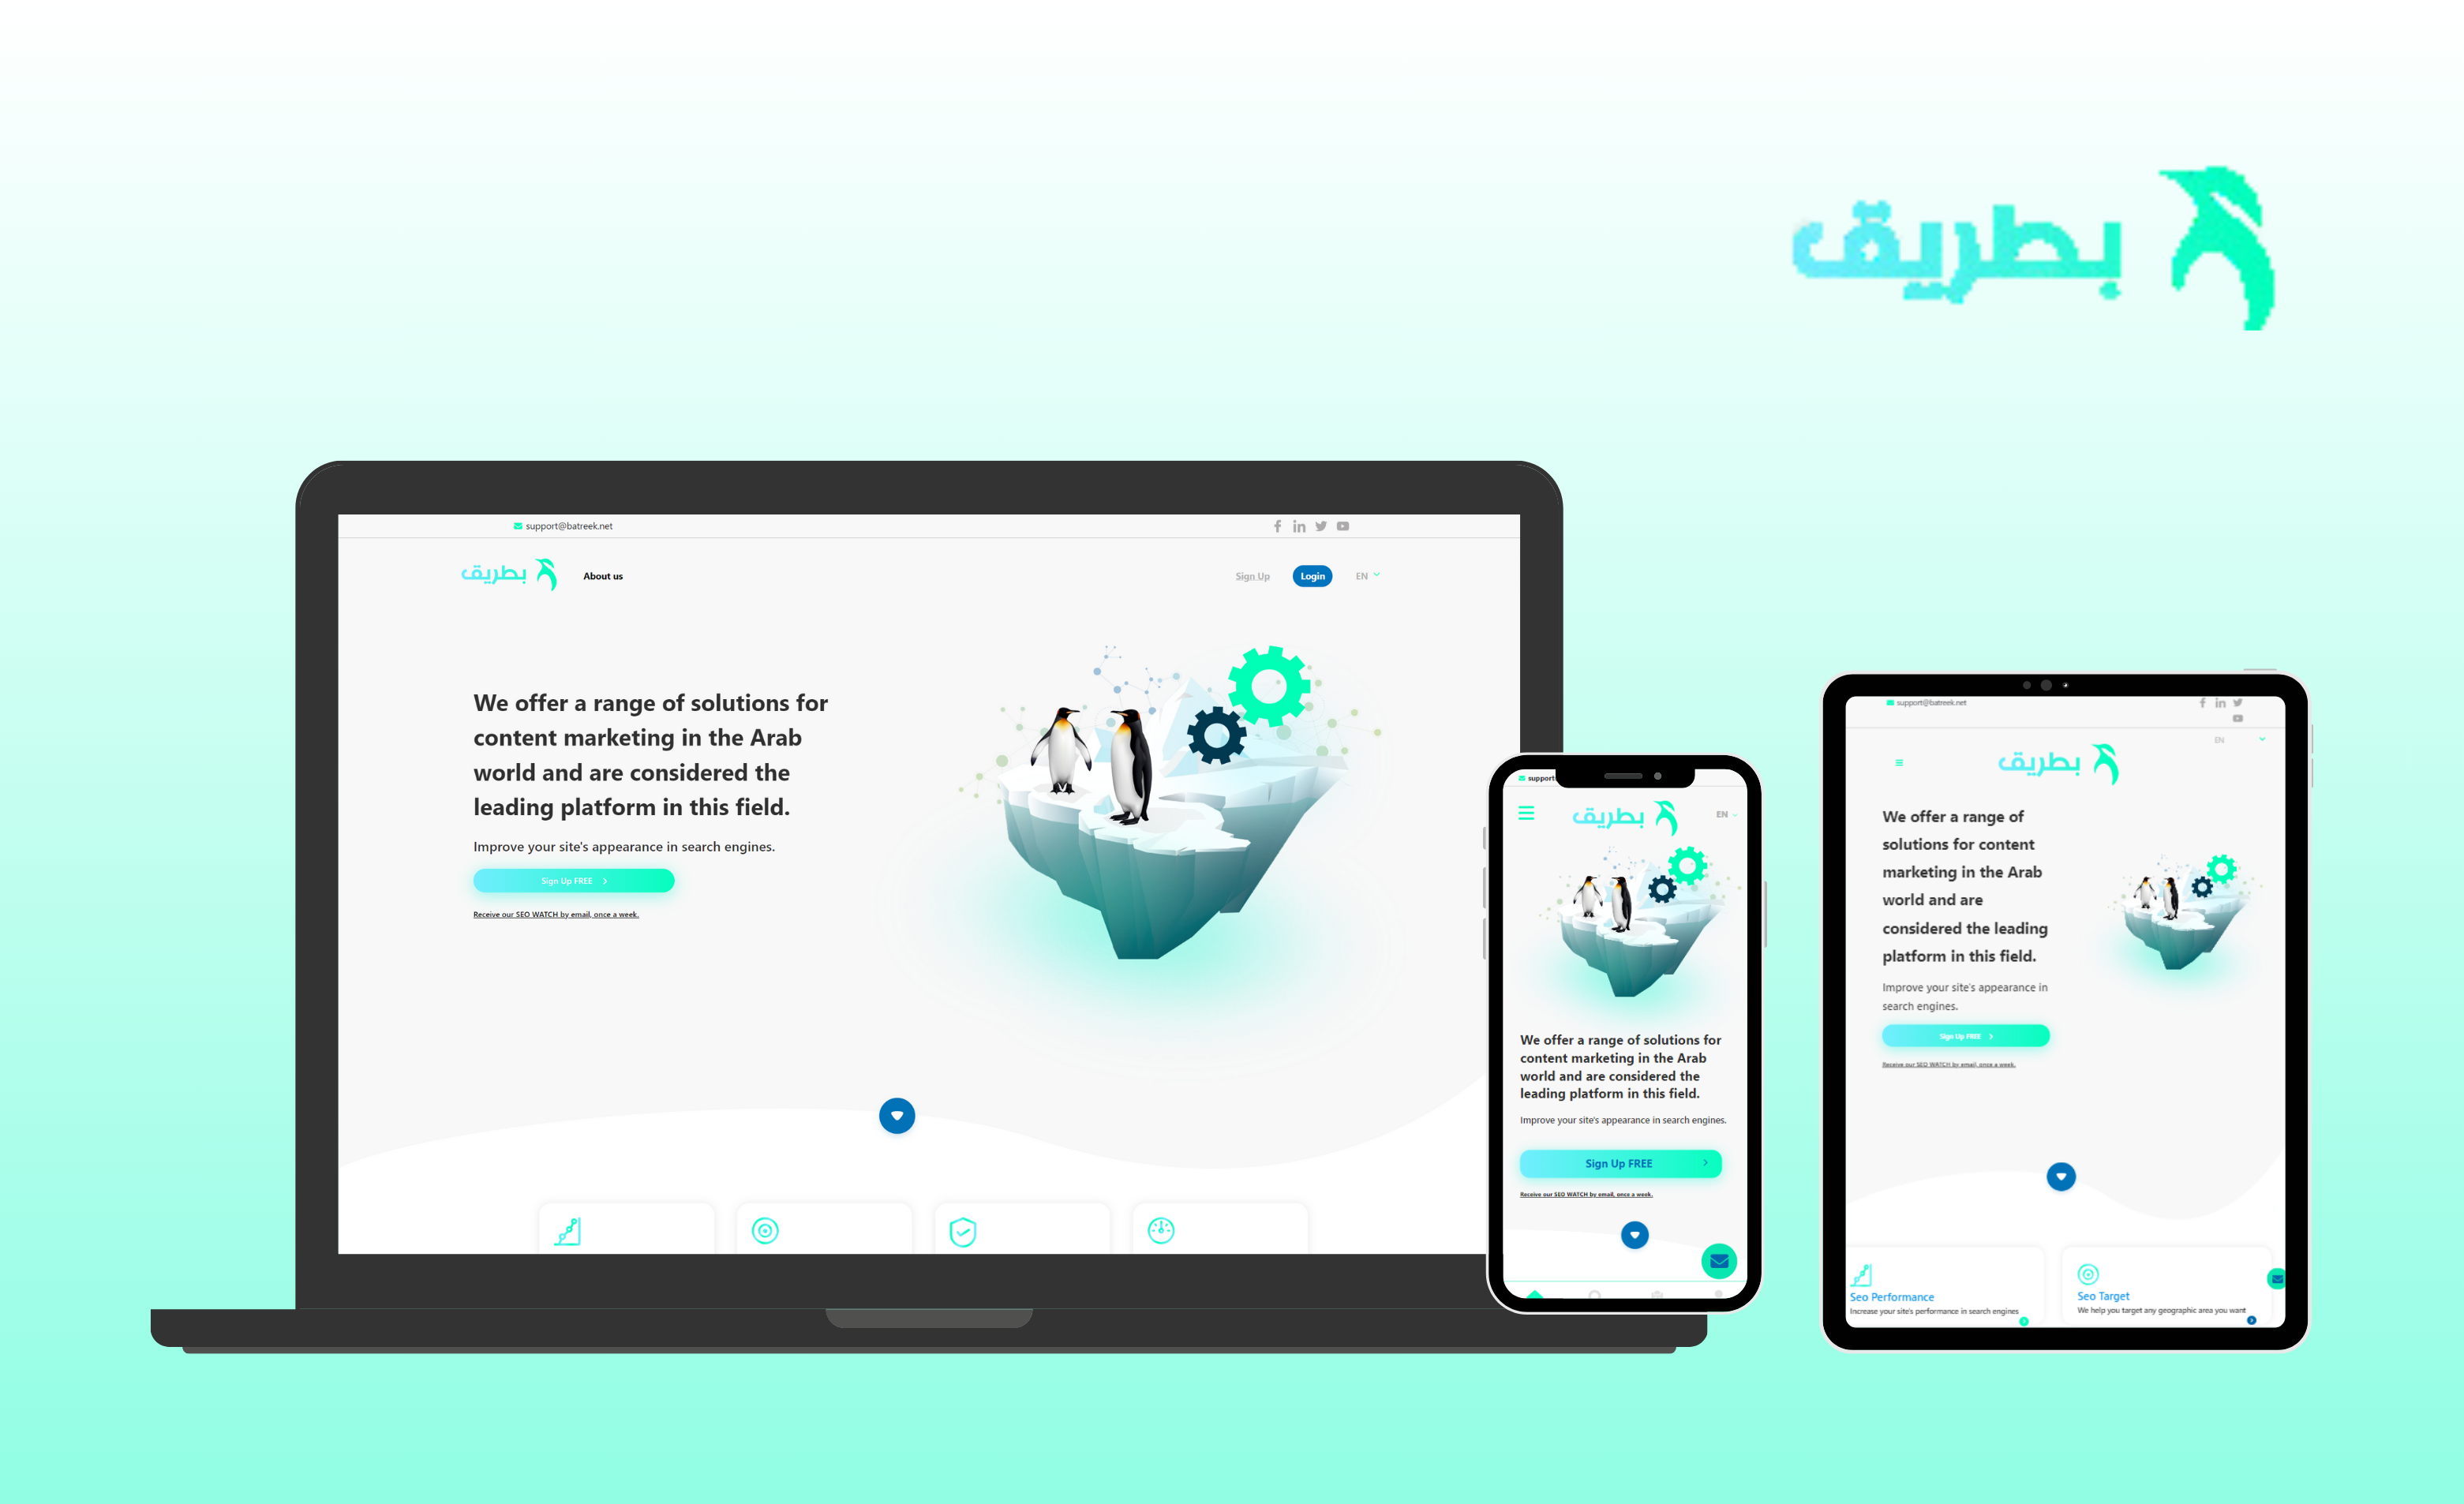 بطريق
support@batreek.net
بطريق
About us
Sign Up
Login
EN
We offer a range of solutions for
content marketing in the Arab
world and are considered the
leading platform in this field.
Improve your site's appearance in search engines.
Sign Up FREE
Receive our SEO WATCH by email, once a week.
support
بطريق
EN
We offer a range of solutions for
content marketing in the Arab
world and are considered the
leading platform in this field.
Improve your site's appearance in search engines.
Sign Up FREE
Receive our SEO WATCH by email, once a week.
support@batreek.net
EN
بطريق
We offer a range of
solutions for content
marketing in the Arab
world and are
considered the leading
platform in this field.
Improve your site's appearance in
search engines.
Sign Up FREE
Receive our SEO WATCH by email, once a week.
Seo Performance
Increase your site's performance in search engines
Seo Target
We help you target any geographic area you want